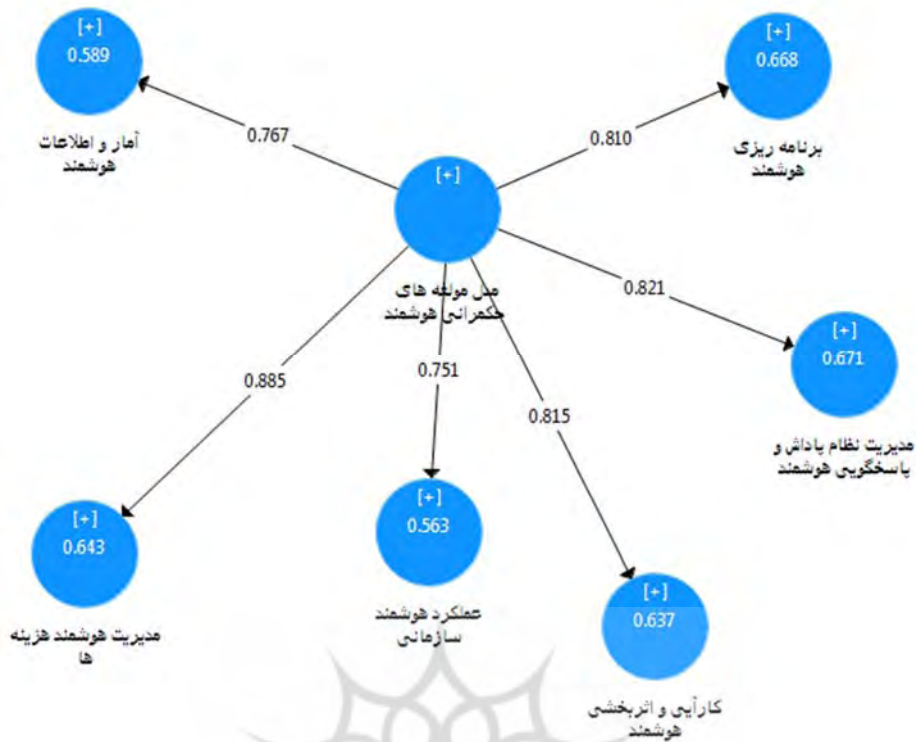 [+]
0.589
آمار و اطلاعات
هوشمند
[+]
0.668
برنامه ریزی
هوشمند
0.767
0.810
[+]
مدل مولفه های
حکمرانی هوشمند
0.821
[+]
0.671
مدیریت نظام پاداش و
پاسخگویی هوشمند
0.885
0.751
0.815
[+]
0.643
مدیریت هوشمند هزینه
ها
[+]
0.563
عملکرد هوشمند
سازمانی
[+]
0.637
کارآیی و اثربخشی
هوشمند